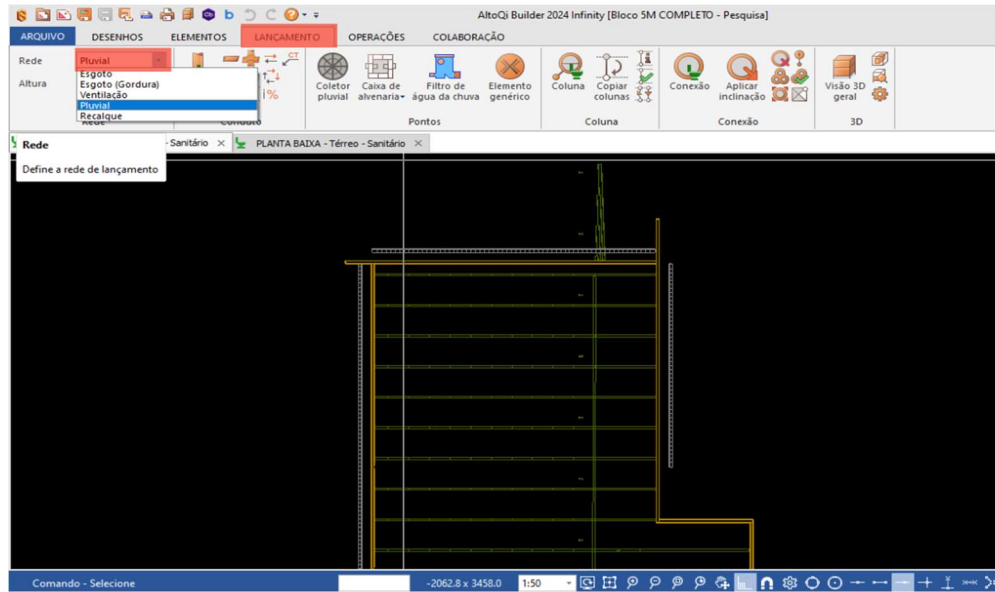 AltoQi Builder 2024 Infinity [Bloco 5M COMPLETO - Pesquisa]
ARQUIVO DESENHOS ELEMENTOS LANÇAMENTO OPERAÇÕES COLABORAÇÃO
Rede Pluvial
Altura
Esgoto
Esgoto (Gordura)
Ventilação
Pluvial
Recalque
CT
%
Coletor pluvial
Caixa de alvenaria
Filtro de água da chuva
Elemento genérico
Coluna
Copiar colunas
Conexão
Aplicar inclinação
Visão 3D geral
Rede Conduto Pontos Coluna Conexão 3D
Rede
Define a rede de lançamento
- Sanitário × PLANTA BAIXA - Térreo - Sanitário ×
Comando - Selecione -2062.8 x 3458.0 1:50